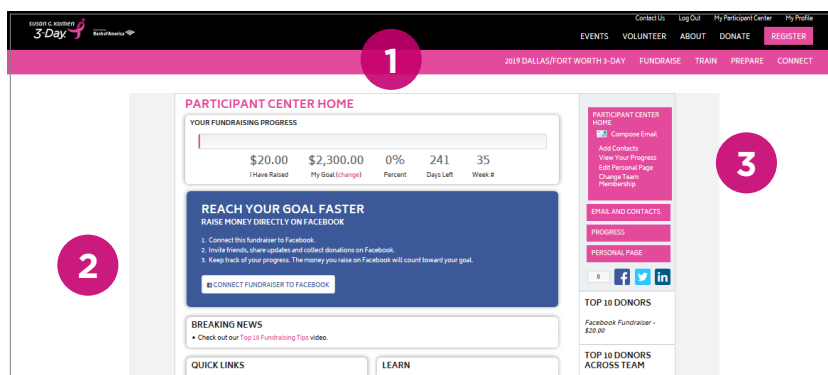 susan g. komen
3-Day.
Bank of America
Contact Us Log Out My Participant Center My Profile
EVENTS VOLUNTEER ABOUT DONATE REGISTER
1
2019 DALLAS/FORT WORTH 3-DAY FUNDRAISE TRAIN PREPARE CONNECT
PARTICIPANT CENTER HOME
YOUR FUNDRAISING PROGRESS
$20.00 $2,300.00 0% 241 35
I Have Raised My Goal (change) Percent Days Left Week #
REACH YOUR GOAL FASTER
RAISE MONEY DIRECTLY ON FACEBOOK
1. Connect this fundraiser to Facebook.
2. Invite friends, share updates and collect donations on Facebook.
3. Keep track of your progress. The money you raise on Facebook will count toward your goal.
CONNECT FUNDRAISER TO FACEBOOK
2
BREAKING NEWS
• Check out our Top 10 Fundraising Tips video.
QUICK LINKS
LEARN
PARTICIPANT CENTER
HOME
Compose Email
Add Contacts
View Your Progress
Edit Personal Page
Change Team
Membership
3
EMAIL AND CONTACTS
PROGRESS
PERSONAL PAGE
0
TOP 10 DONORS
Facebook Fundraiser -
$20.00
TOP 10 DONORS
ACROSS TEAM